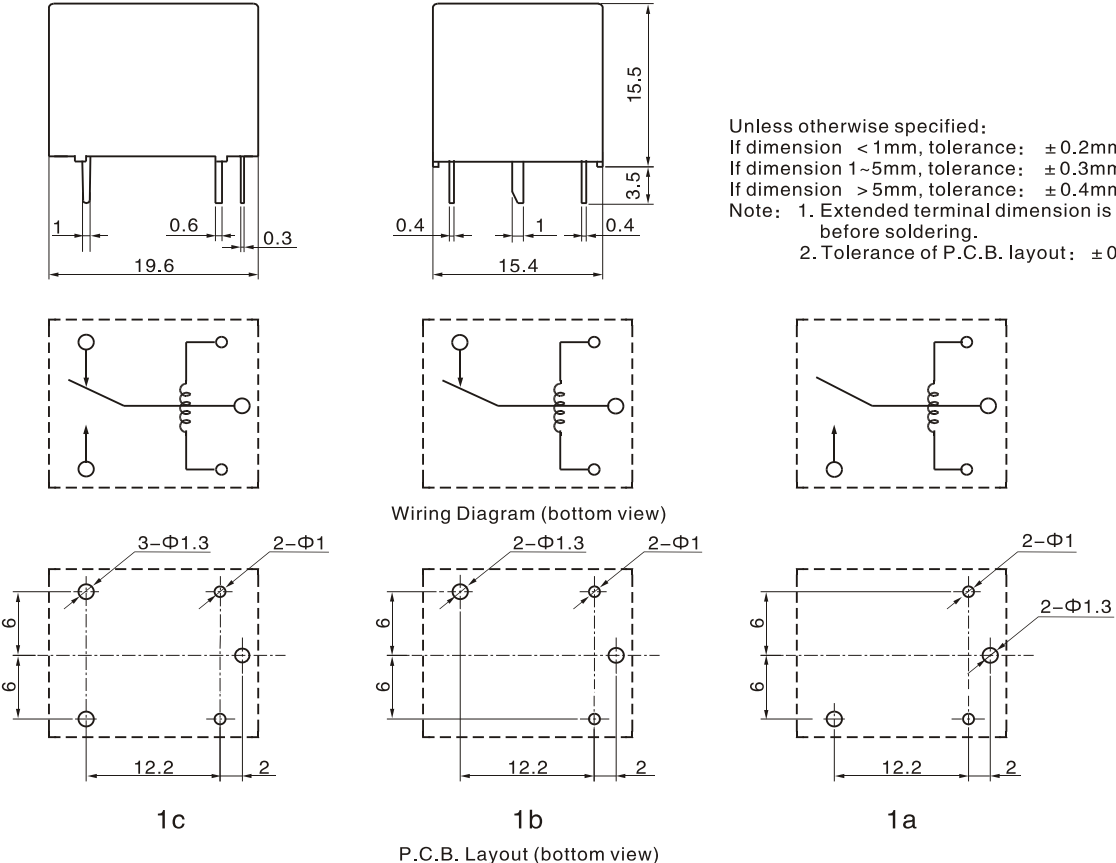 15.5
3.5
1
0.6
0.3
19.6
0.4
1
0.4
15.4
Unless otherwise specified:
If dimension <1mm, tolerance: ±0.2mm
If dimension 1~5mm, tolerance: ±0.3mm
If dimension >5mm, tolerance: ±0.4mm
Note: 1. Extended terminal dimension is
before soldering.
2. Tolerance of P.C.B. layout: ±0
Wiring Diagram (bottom view)
3–Φ1.3
2–Φ1
6
6
12.2
2
1c
2–Φ1.3
2–Φ1
6
6
12.2
2
1b
2–Φ1
2–Φ1.3
6
6
12.2
2
1a
P.C.B. Layout (bottom view)